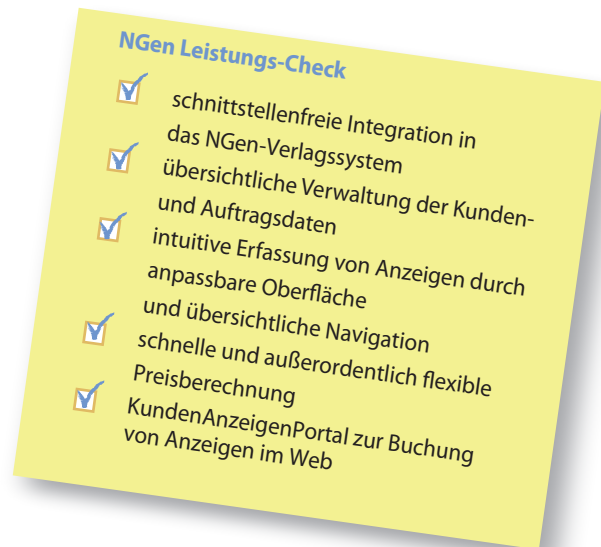 NGen Leistungs-Check
schnittstellenfreie Integration in
das NGen-Verlagssystem
übersichtliche Verwaltung der Kunden-
und Auftragsdaten
intuitive Erfassung von Anzeigen durch
anpassbare Oberfläche
und übersichtliche Navigation
schnelle und außerordentlich flexible
Preisberechnung
KundenAnzeigenPortal zur Buchung
von Anzeigen im Web